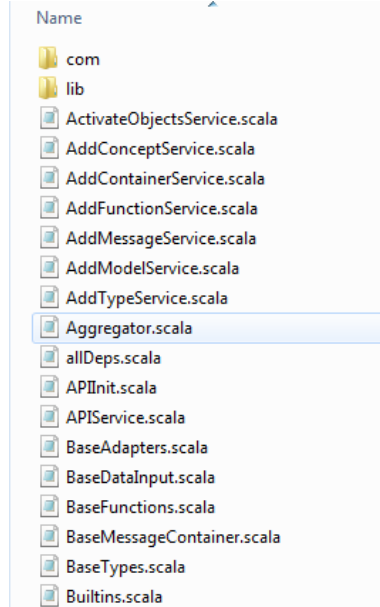 Name
com
lib
ActivateObjectsService.scala
AddConceptService.scala
AddContainerService.scala
AddFunctionService.scala
AddMessageService.scala
AddModelService.scala
AddTypeService.scala
Aggregator.scala
allDeps.scala
APIInit.scala
APIService.scala
BaseAdapters.scala
BaseDataInput.scala
BaseFunctions.scala
BaseMessageContainer.scala
BaseTypes.scala
Builtins.scala